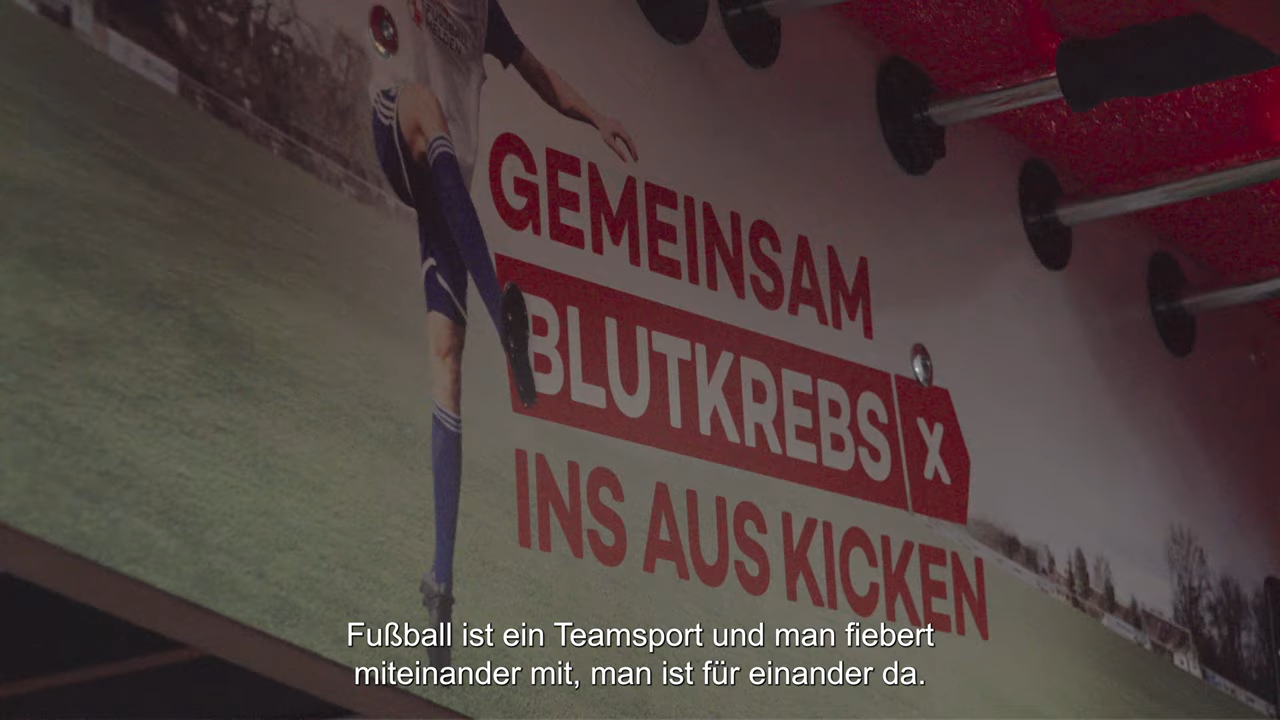 GEMEINSAM
BLUTKREBS X
INS AUS KICKEN
Fußball ist ein Teamsport und man fiebert
miteinander mit, man ist für einander da.